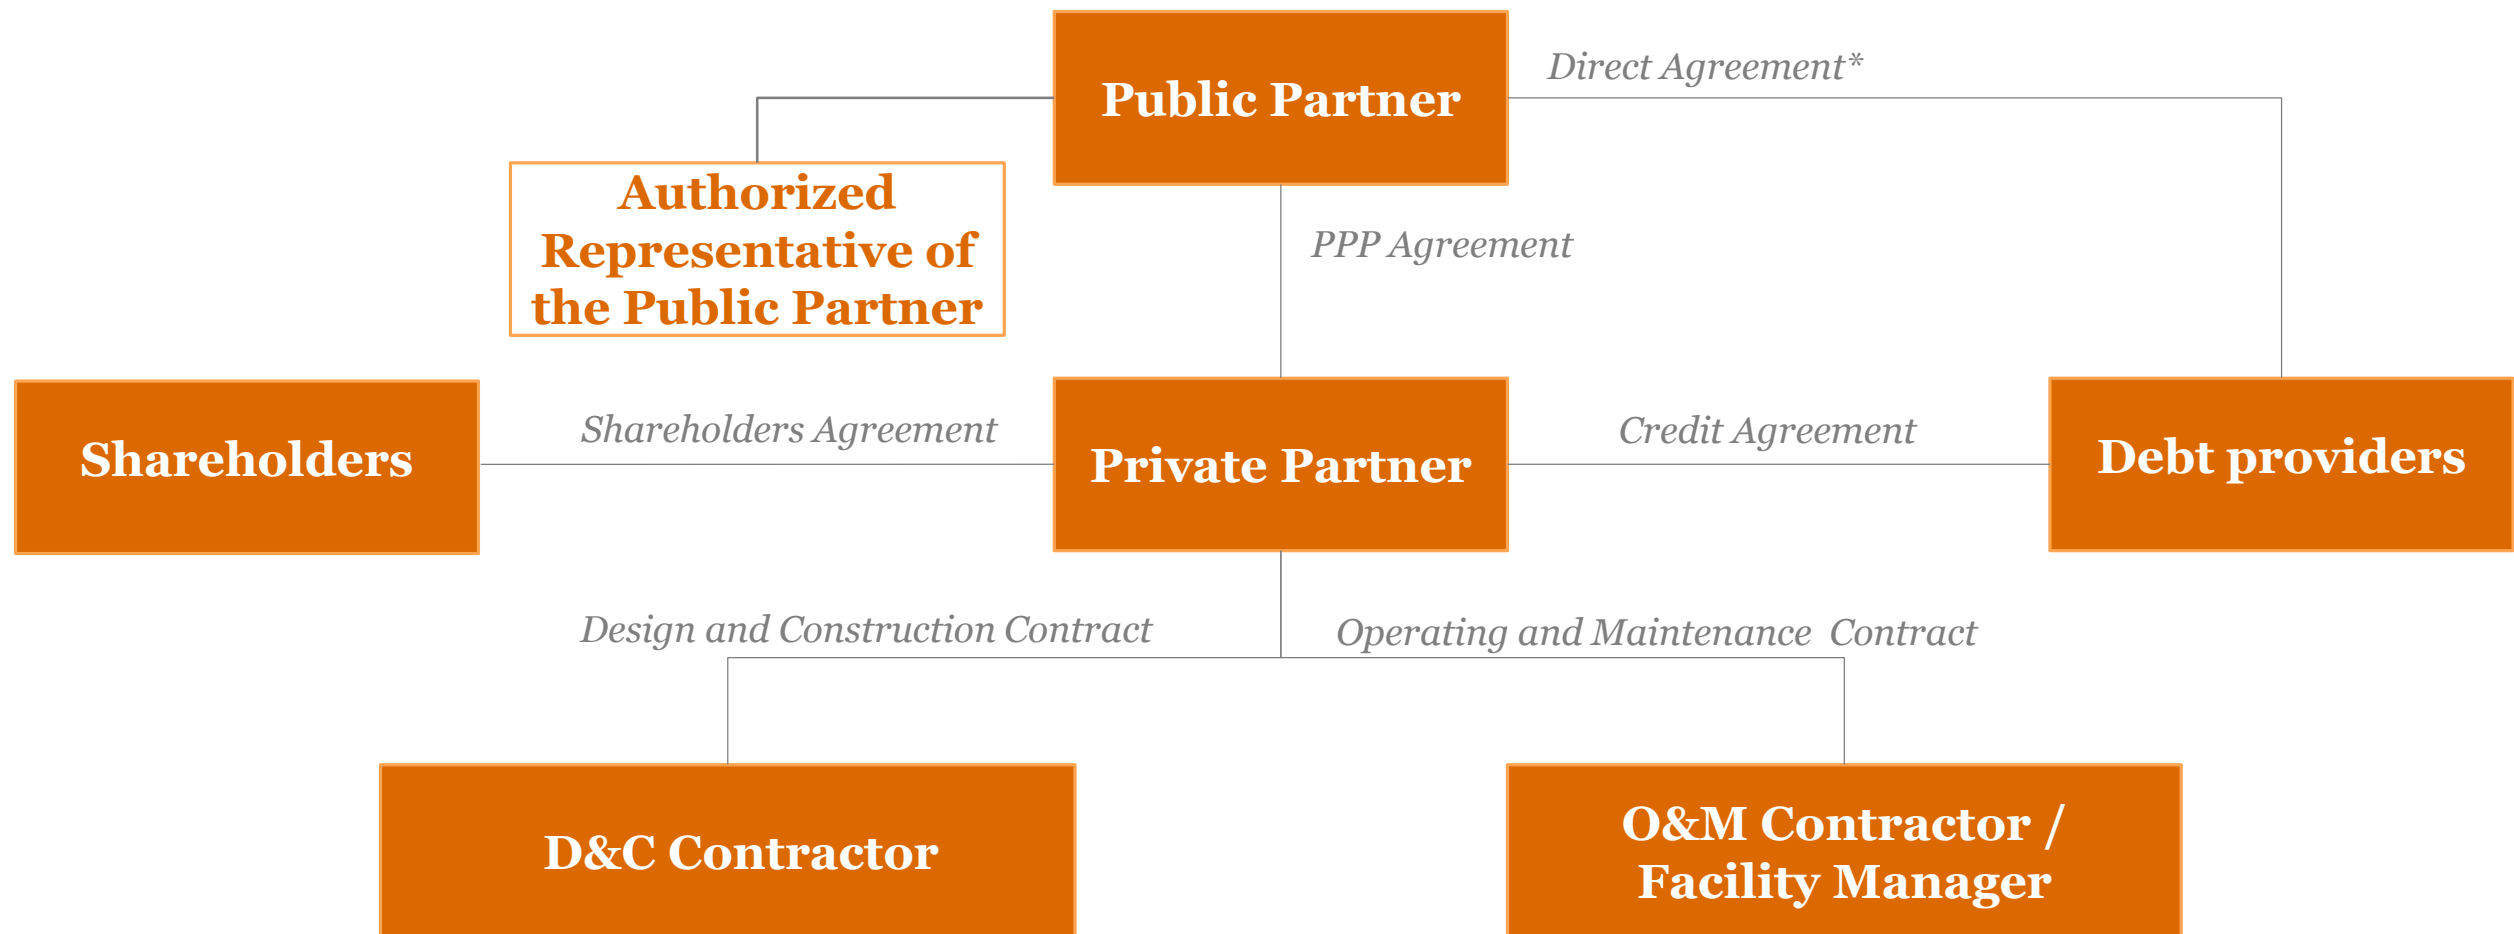 Public Partner
Direct Agreement*
Authorized
Representative of
the Public Partner
PPP Agreement
Shareholders
Shareholders Agreement
Private Partner
Credit Agreement
Debt providers
Design and Construction Contract
Operating and Maintenance Contract
D&C Contractor
O&M Contractor /
Facility Manager